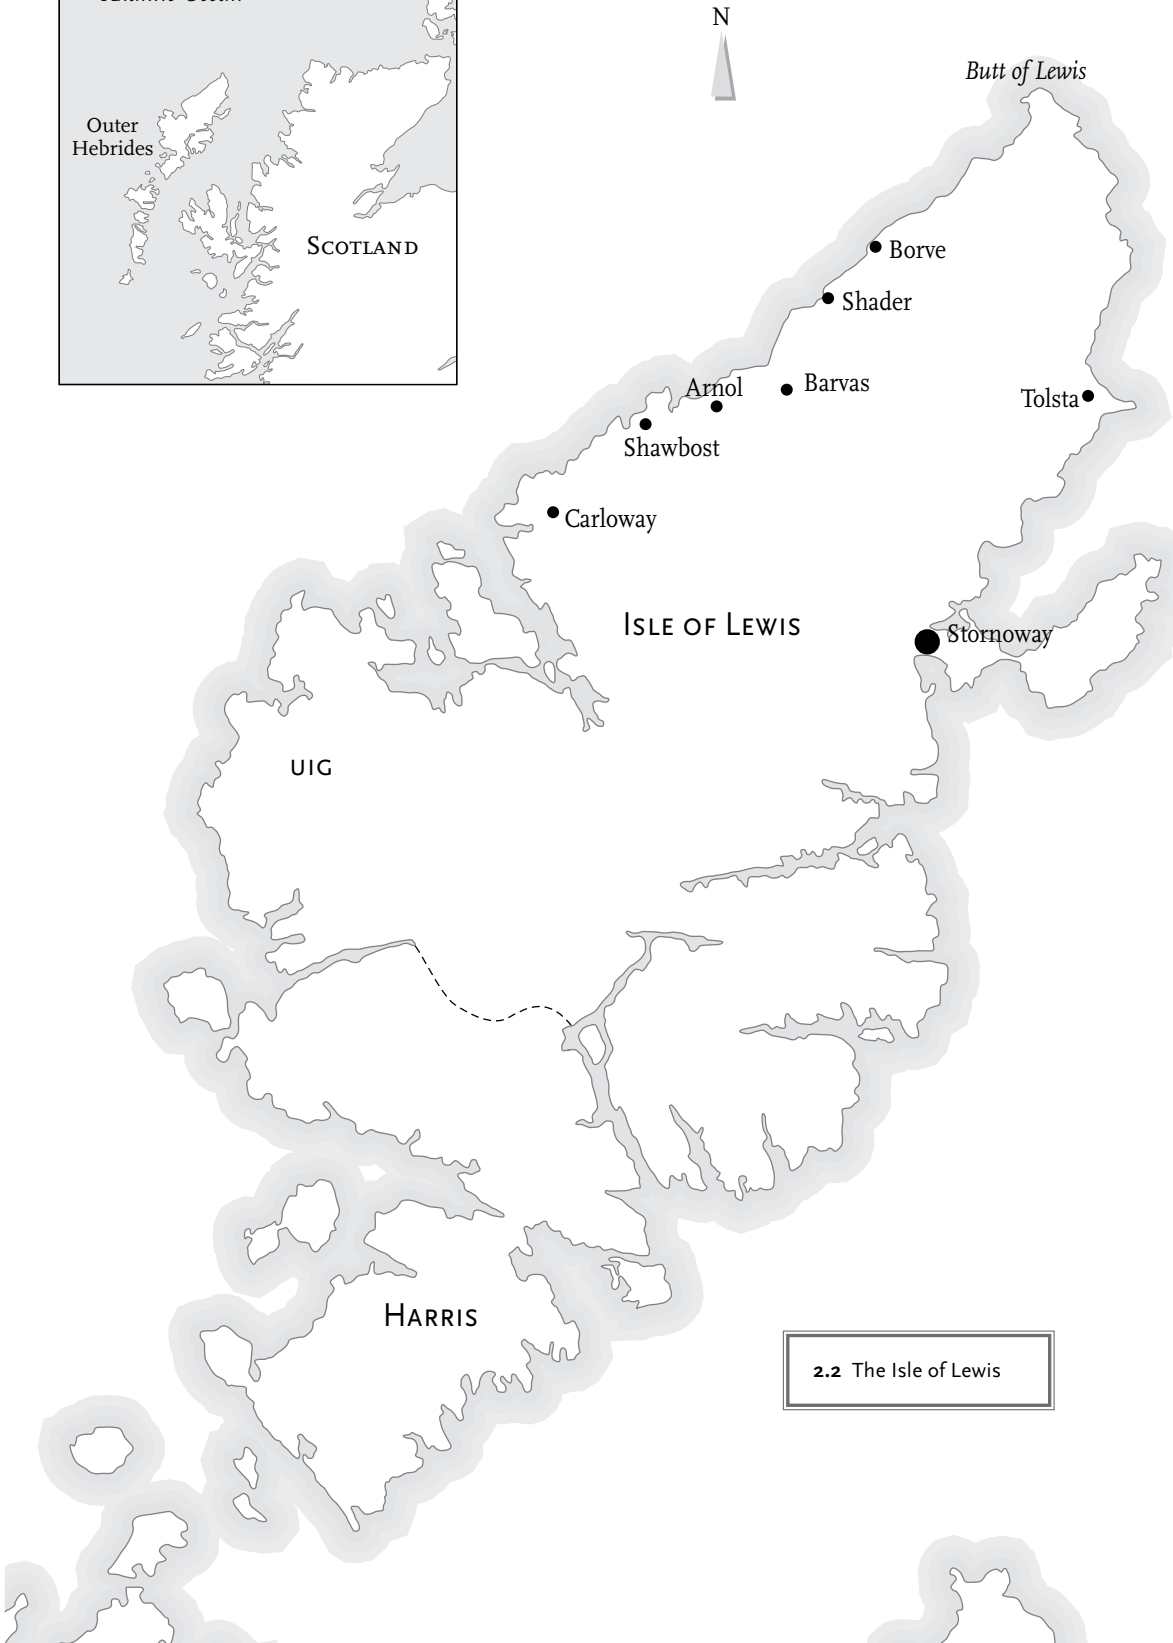 N
Butt of Lewis
Outer
Hebrides
Scotland
Borve
Shader
Arnol
Barvas
Tolsta
Shawbost
Carloway
Isle of Lewis
Stornoway
UIG
Harris
2.2 The Isle of Lewis